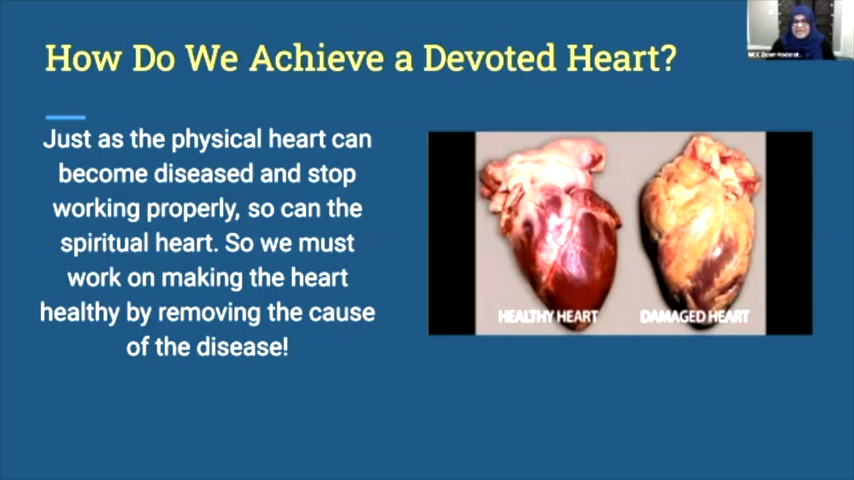 How Do We Achieve a Devoted Heart?
Just as the physical heart can
become diseased and stop
working properly, so can the
spiritual heart. So we must
work on making the heart
healthy by removing the cause
of the disease!
HEALTHY HEART
DAMAGED HEART
MCC